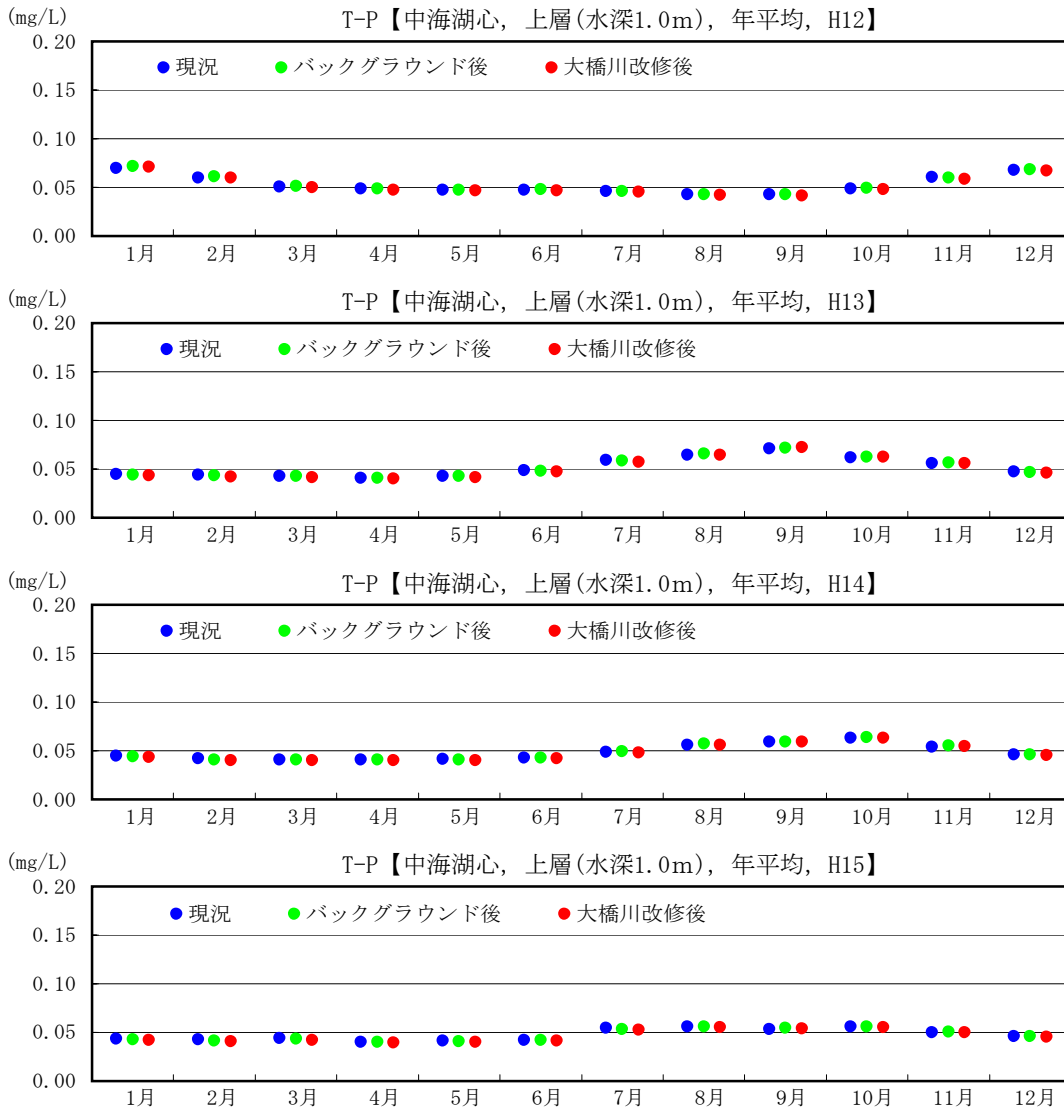 (mg/L) T-P【中海湖心, 上層(水深1.0m), 年平均, H12】
0.20
● 現況 ● バックグラウンド後 ● 大橋川改修後
0.15
0.10
0.05
0.00
1月 2月 3月 4月 5月 6月 7月 8月 9月 10月 11月 12月
(mg/L) T-P【中海湖心, 上層(水深1.0m), 年平均, H13】
0.20
● 現況 ● バックグラウンド後 ● 大橋川改修後
0.15
0.10
0.05
0.00
1月 2月 3月 4月 5月 6月 7月 8月 9月 10月 11月 12月
(mg/L) T-P【中海湖心, 上層(水深1.0m), 年平均, H14】
0.20
● 現況 ● バックグラウンド後 ● 大橋川改修後
0.15
0.10
0.05
0.00
1月 2月 3月 4月 5月 6月 7月 8月 9月 10月 11月 12月
(mg/L) T-P【中海湖心, 上層(水深1.0m), 年平均, H15】
0.20
● 現況 ● バックグラウンド後 ● 大橋川改修後
0.15
0.10
0.05
0.00
1月 2月 3月 4月 5月 6月 7月 8月 9月 10月 11月 12月